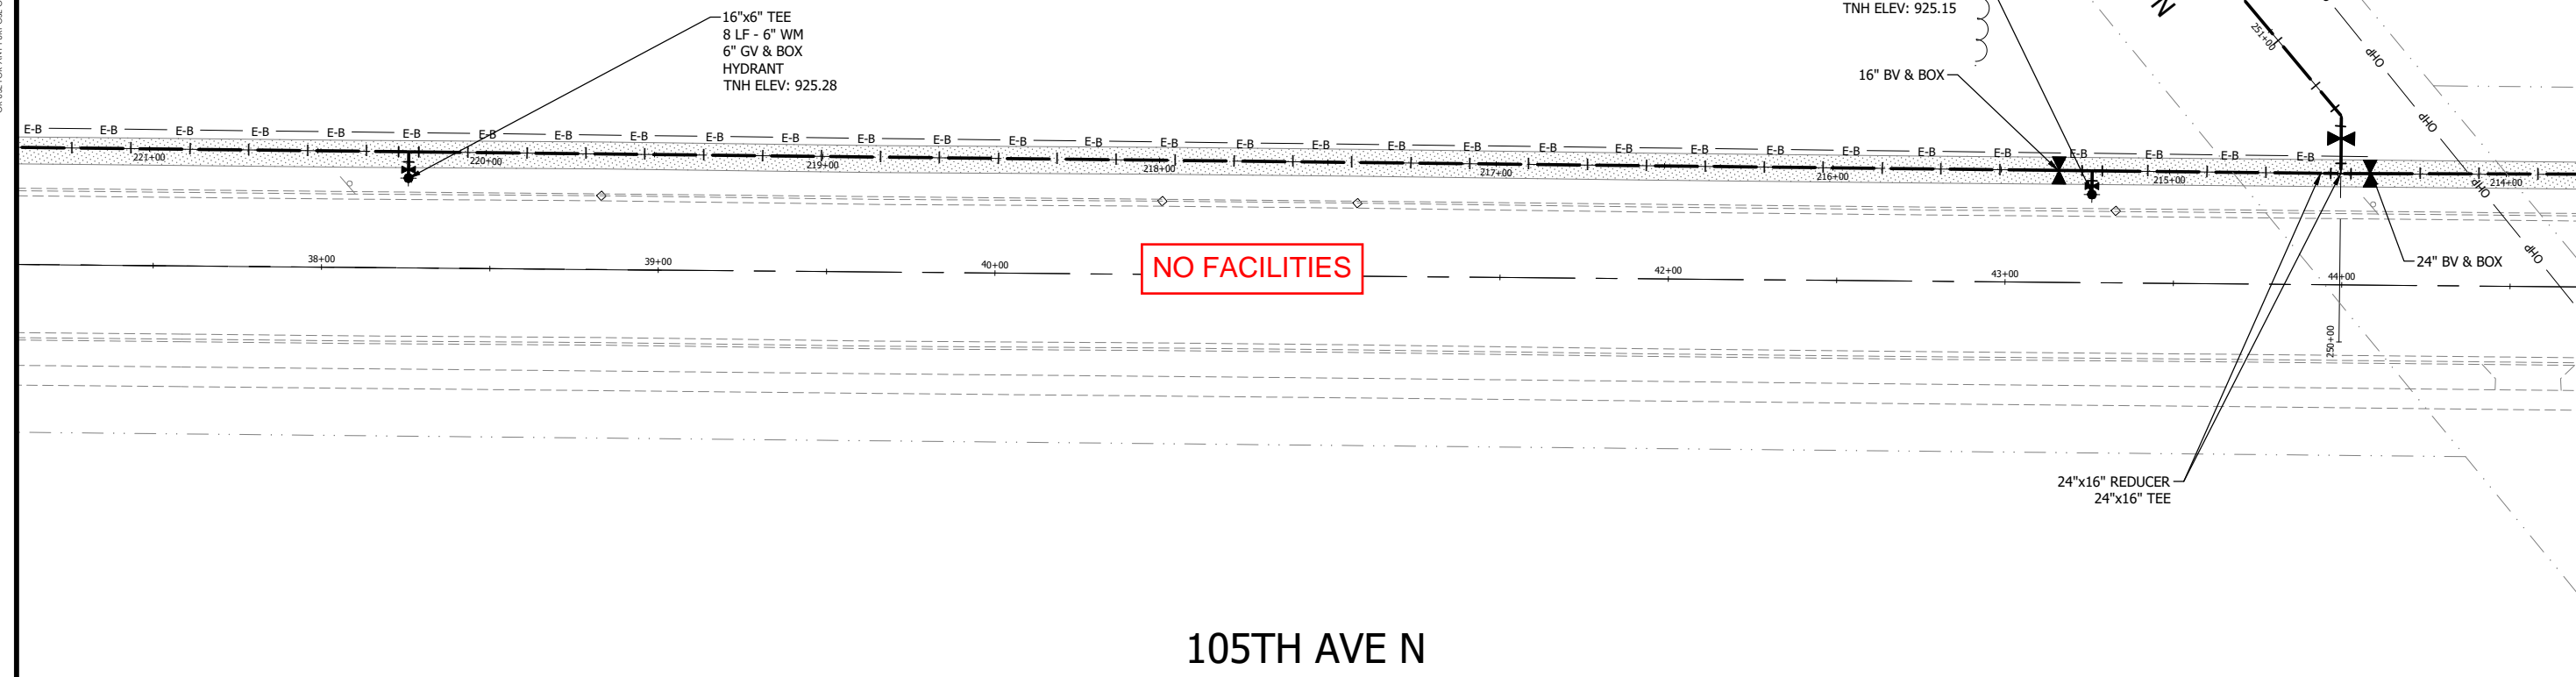 16"x6" TEE
8 LF - 6" WM
6" GV & BOX
HYDRANT
TNH ELEV: 925.28
TNH ELEV: 925.15
16" BV & BOX
N
251+00
OHP
OHP
OHP
OHP
E-B E-B E-B E-B E-B E-B E-B E-B E-B E-B E-B E-B E-B E-B E-B E-B E-B E-B E-B E-B E-B E-B E-B E-B E-B E-B E-B E-B E-B E-B E-B
221+00 220+00 219+00 218+00 217+00 216+00 215+00 214+00
38+00 39+00 40+00 42+00 43+00 44+00
NO FACILITIES
24" BV & BOX
250+00
24"x16" REDUCER
24"x16" TEE
105TH AVE N